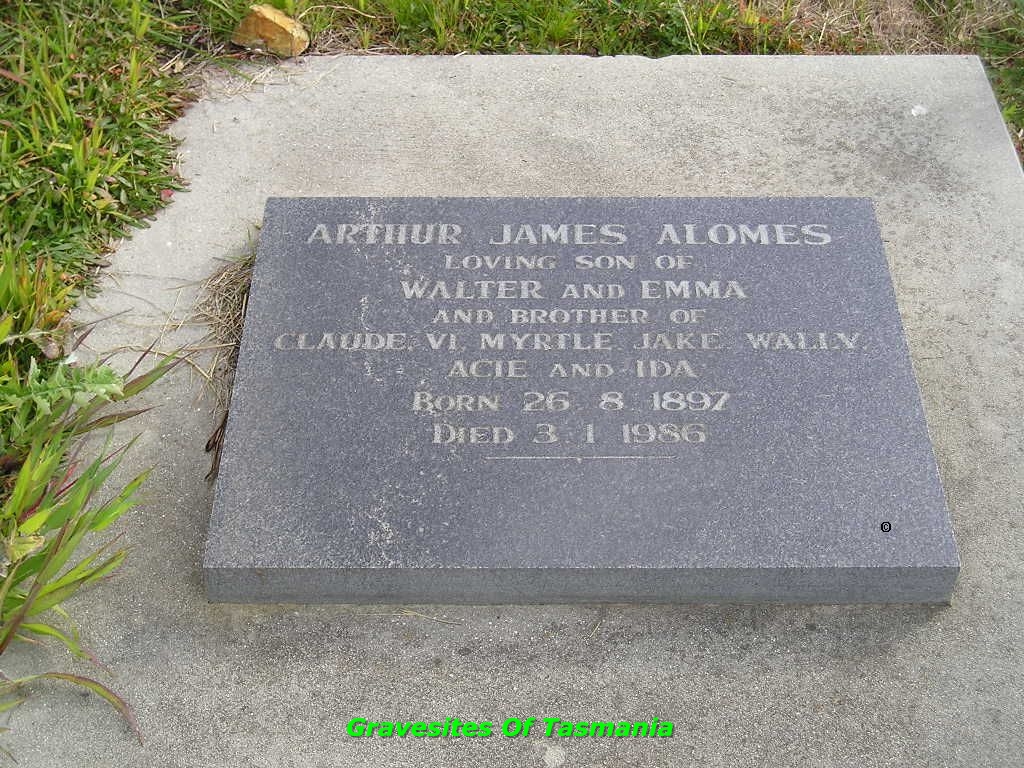 ARTHUR JAMES ALOMES
LOVING SON OF
WALTER AND EMMA
AND BROTHER OF
CLAUDE, VI, MYRTLE, JAKE, WALLY,
ACIE AND IDA
BORN 26. 8. 1897
DIED 3. 1. 1986
©
Gravesites Of Tasmania